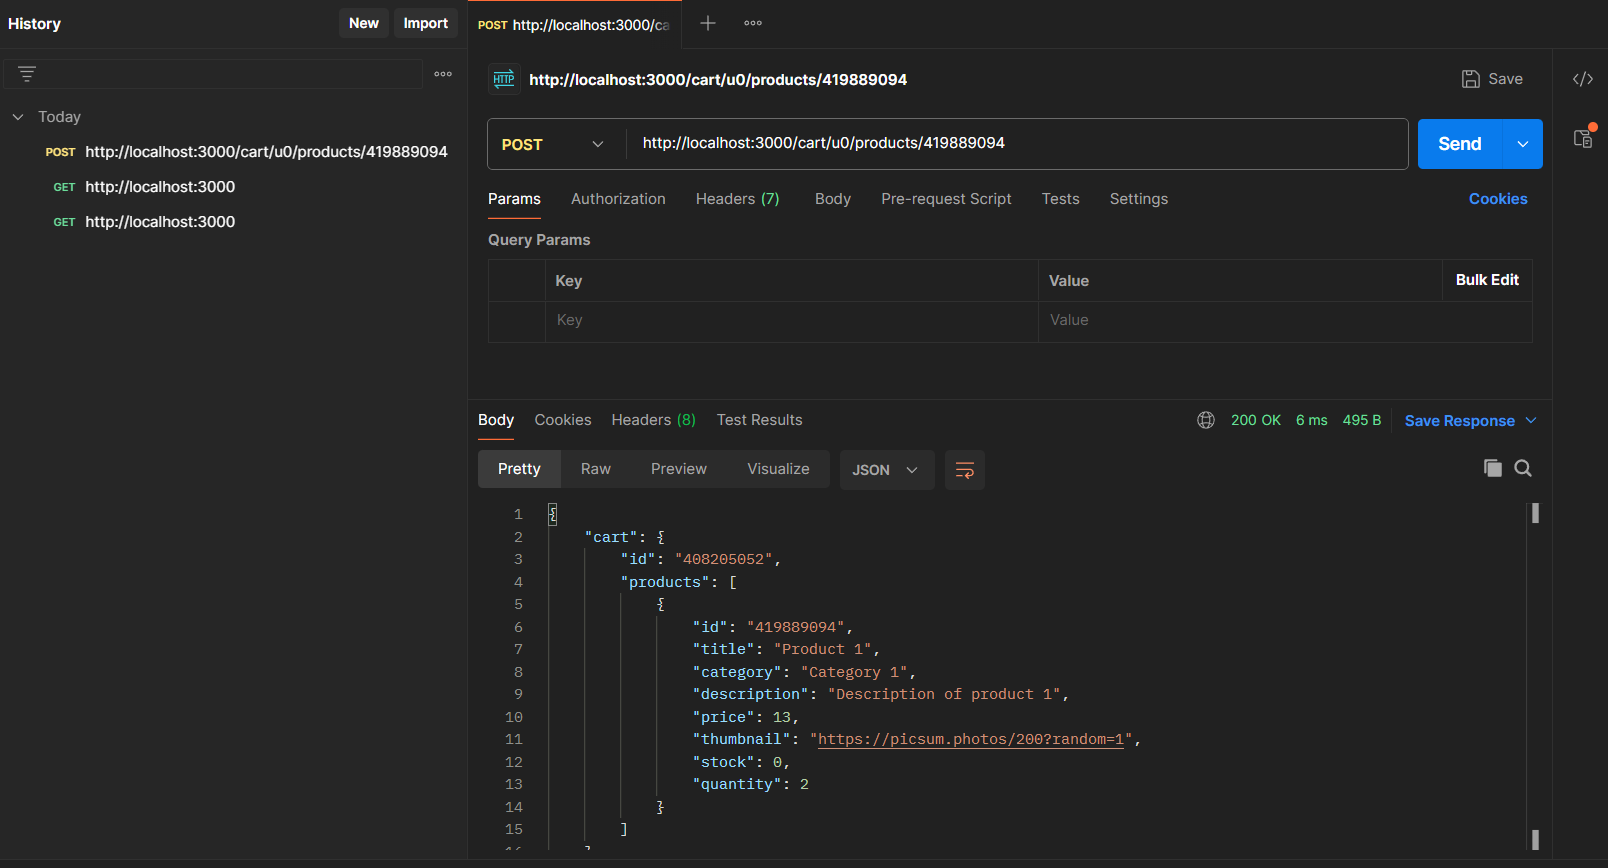 History
New
Import
POST http://localhost:3000/ca
http://localhost:3000/cart/u0/products/419889094
Save
Today
POST http://localhost:3000/cart/u0/products/419889094
GET http://localhost:3000
GET http://localhost:3000
POST
http://localhost:3000/cart/u0/products/419889094
Send
Params Authorization Headers (7) Body Pre-request Script Tests Settings Cookies
Query Params
Key Value Bulk Edit
Key Value
Body Cookies Headers (8) Test Results 200 OK 6 ms 495 B Save Response
Pretty Raw Preview Visualize JSON
1 {
2 "cart": {
3 "id": "408205052",
4 "products": [
5 {
6 "id": "419889094",
7 "title": "Product 1",
8 "category": "Category 1",
9 "description": "Description of product 1",
10 "price": 13,
11 "thumbnail": "https://picsum.photos/200?random=1",
12 "stock": 0,
13 "quantity": 2
14 }
15 ]